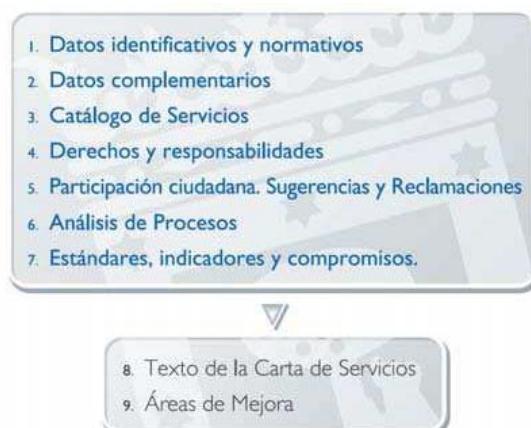 1. Datos identificativos y normativos
2. Datos complementarios
3. Catálogo de Servicios
4. Derechos y responsabilidades
5. Participación ciudadana. Sugerencias y Reclamaciones
6. Análisis de Procesos
7. Estándares, indicadores y compromisos.
8. Texto de la Carta de Servicios
9. Áreas de Mejora